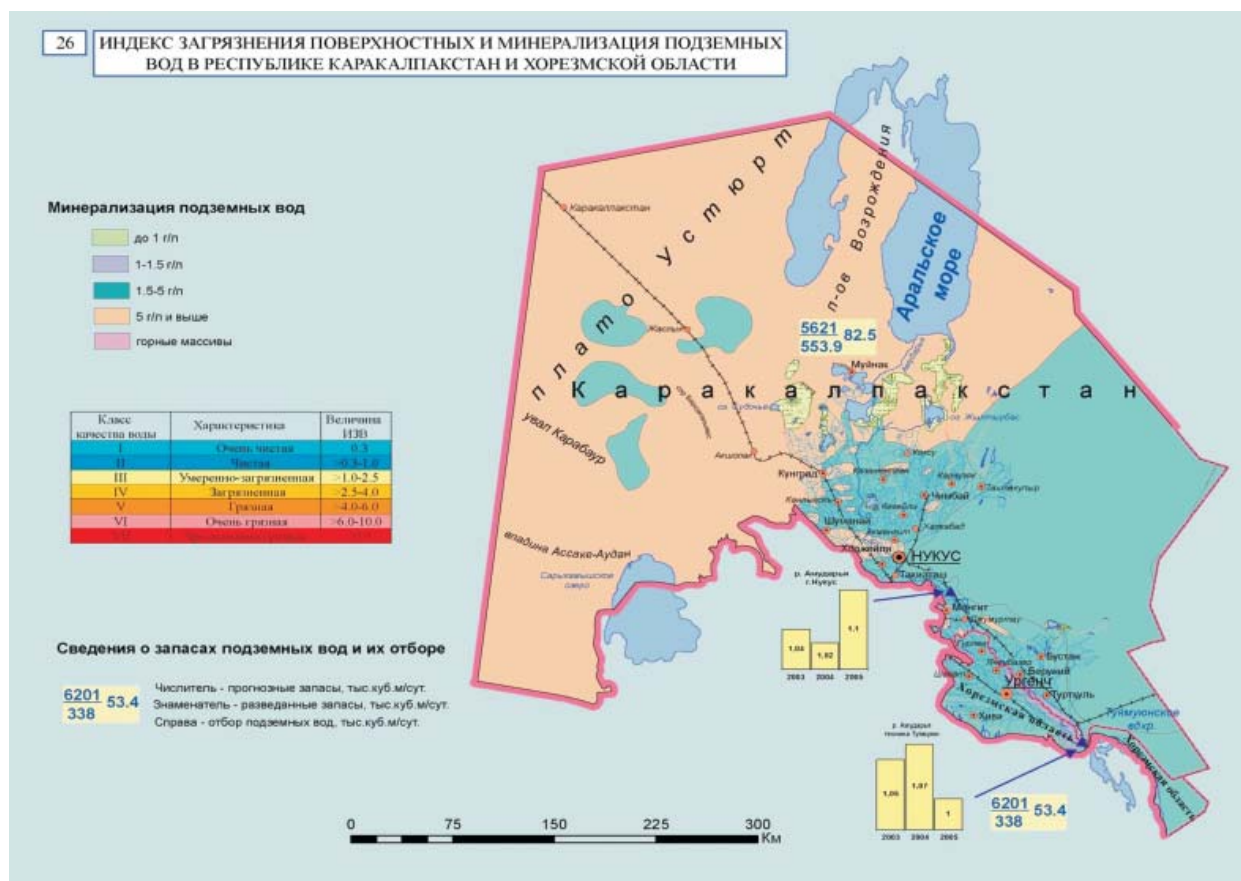 26
ИНДЕКС ЗАГРЯЗНЕНИЯ ПОВЕРХНОСТНЫХ И МИНЕРАЛИЗАЦИЯ ПОДЗЕМНЫХ
ВОД В РЕСПУБЛИКЕ КАРАКАЛПАКСТАН И ХОРЕЗМСКОЙ ОБЛАСТИ
Минерализация подземных вод
до 1 г/л
1-1.5 г/л
1.5-5 г/л
5 г/л и выше
горные массивы
Класс качества воды
Характеристика
Величина ИЗВ
I Очень чистая 0.3
II Чистая >0.3-1.0
III Умеренно-загрязненная >1.0-2.5
IV Загрязненная >2.5-4.0
V Грязная >4.0-6.0
VI Очень грязная >6.0-10.0
Сведения о запасах подземных вод и их отборе
6201
338
53.4
Числитель - прогнозные запасы, тыс.куб.м/сут.
Знаменатель - разведанные запасы, тыс.куб.м/сут.
Справа - отбор подземных вод, тыс.куб.м/сут.
Каракалпакстан
плато Устюрт
п-ов Возрождения
Аральское
море
5621
553.9
82.5
Муйнак
Жаслык
Каракалпакстан
увал Карабаур
оз. Судочье
Кунград
Чимбай
Шуманай
Ходжейли
НУКУС
Тахиаташ
впадина Ассаке-Аудан
Сарыкамышское
озеро
р. Амударья
г.Нукус
1,1
1,02
2003
2004
2005
Мангит
Бустан
Беруний
Ургенч
Турткуль
Хива
Хорезмская область
Туямуюнское
вдхр.
Хорезмская область
р. Амударья
1
2003
2004
2005
6201
338
53.4
0
75
150
225
300
Км